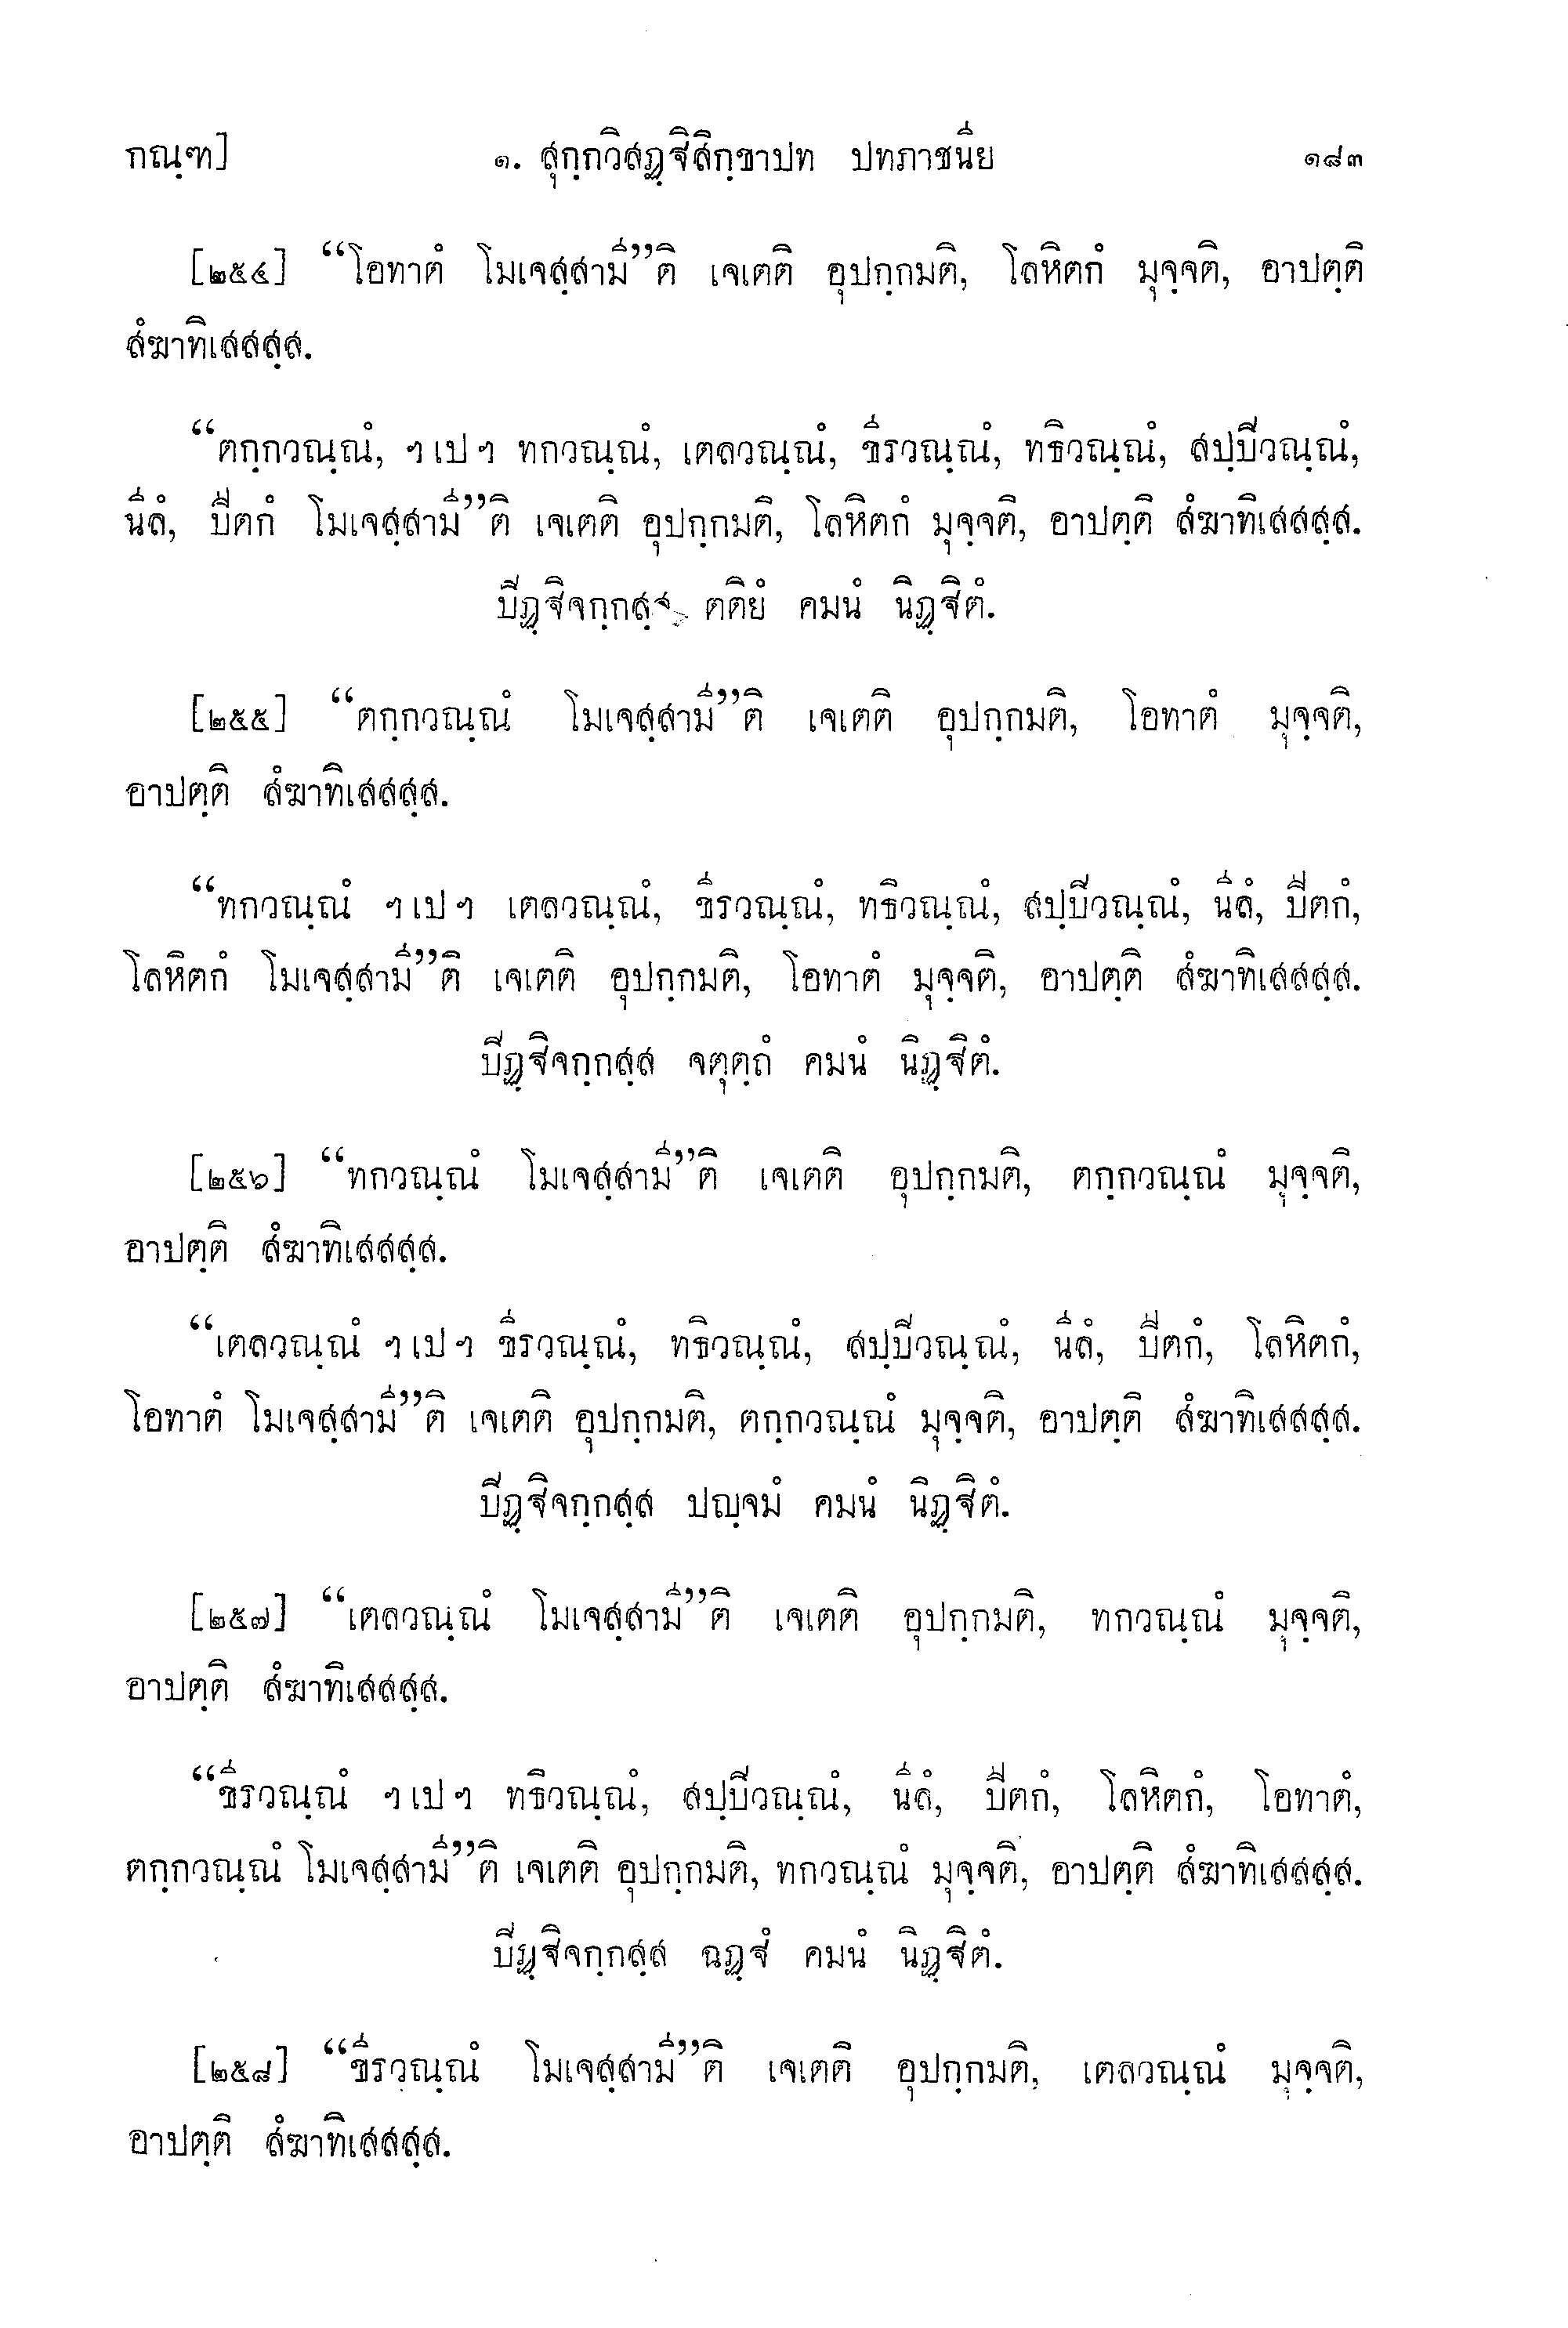 กณฺฑ] ๑. สุกฺกวิสฏฺฐิสิกฺขาปท ปทภาชนีย ๑๘๓
[๒๕๔] “โอทาตํ โมเจสฺสามี”ติ เจเตติ อุปกฺกมติ, โลหิตกํ มุจฺจติ, อาปตฺติ
สํฆาทิเสสสฺส.
“ตกฺกวณฺณํ, ฯเปฯ ทกวณฺณํ, เตลวณฺณํ, ขีรวณฺณํ, ทธิวณฺณํ, สปฺปีวณฺณํ,
นีลํ, ปีตกํ โมเจสฺสามี”ติ เจเตติ อุปกฺกมติ, โลหิตกํ มุจฺจติ, อาปตฺติ สํฆาทิเสสสฺส.
ปิฏฺฐิจกฺกสฺส ตติยํ คมนํ นิฏฺฐิตํ.
[๒๕๕] “ตกฺกวณฺณํ โมเจสฺสามี”ติ เจเตติ อุปกฺกมติ, โอทาตํ มุจฺจติ,
อาปตฺติ สํฆาทิเสสสฺส.
“ทกวณฺณํ ฯเปฯ เตลวณฺณํ, ขีรวณฺณํ, ทธิวณฺณํ, สปฺปีวณฺณํ, นีลํ, ปีตกํ,
โลหิตกํ โมเจสฺสามี”ติ เจเตติ อุปกฺกมติ, โอทาตํ มุจฺจติ, อาปตฺติ สํฆาทิเสสสฺส.
ปิฏฺฐิจกฺกสฺส จตุตฺถํ คมนํ นิฏฺฐิตํ.
[๒๕๖] “ทกวณฺณํ โมเจสฺสามี”ติ เจเตติ อุปกฺกมติ, ตกฺกวณฺณํ มุจฺจติ,
อาปตฺติ สํฆาทิเสสสฺส.
“เตลวณฺณํ ฯเปฯ ขีรวณฺณํ, ทธิวณฺณํ, สปฺปีวณฺณํ, นีลํ, ปีตกํ, โลหิตกํ,
โอทาตํ โมเจสฺสามี”ติ เจเตติ อุปกฺกมติ, ตกฺกวณฺณํ มุจฺจติ, อาปตฺติ สํฆาทิเสสสฺส.
ปิฏฺฐิจกฺกสฺส ปญฺจมํ คมนํ นิฏฺฐิตํ.
[๒๕๗] “เตลวณฺณํ โมเจสฺสามี”ติ เจเตติ อุปกฺกมติ, ทกวณฺณํ มุจฺจติ,
อาปตฺติ สํฆาทิเสสสฺส.
“ขีรวณฺณํ ฯเปฯ ทธิวณฺณํ, สปฺปีวณฺณํ, นีลํ, ปีตกํ, โลหิตกํ, โอทาตํ,
ตกฺกวณฺณํ โมเจสฺสามี”ติ เจเตติ อุปกฺกมติ, ทกวณฺณํ มุจฺจติ, อาปตฺติ สํฆาทิเสสสฺส.
ปิฏฺฐิจกฺกสฺส ฉฏฺฐํ คมนํ นิฏฺฐิตํ.
[๒๕๘] “ขีรวณฺณํ โมเจสฺสามี”ติ เจเตติ อุปกฺกมติ, เตลวณฺณํ มุจฺจติ,
อาปตฺติ สํฆาทิเสสสฺส.